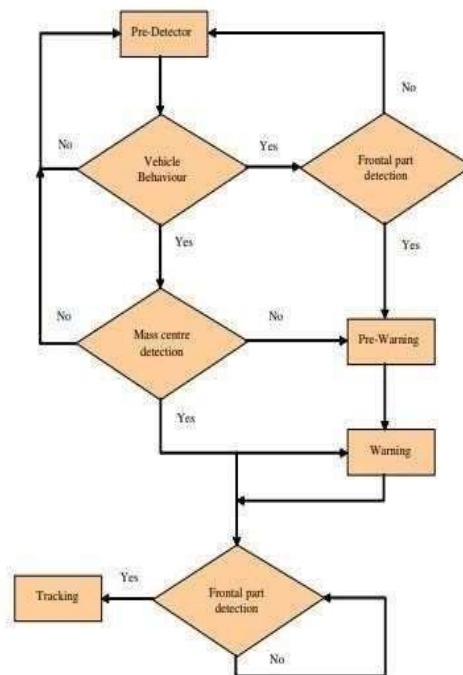 Pre-Detector
No
No
Vehicle
Behaviour
Yes
Frontal part
detection
Yes
Yes
No
Mass centre
detection
No
Pre-Warning
Yes
Warning
Yes
Tracking
Frontal part
detection
No